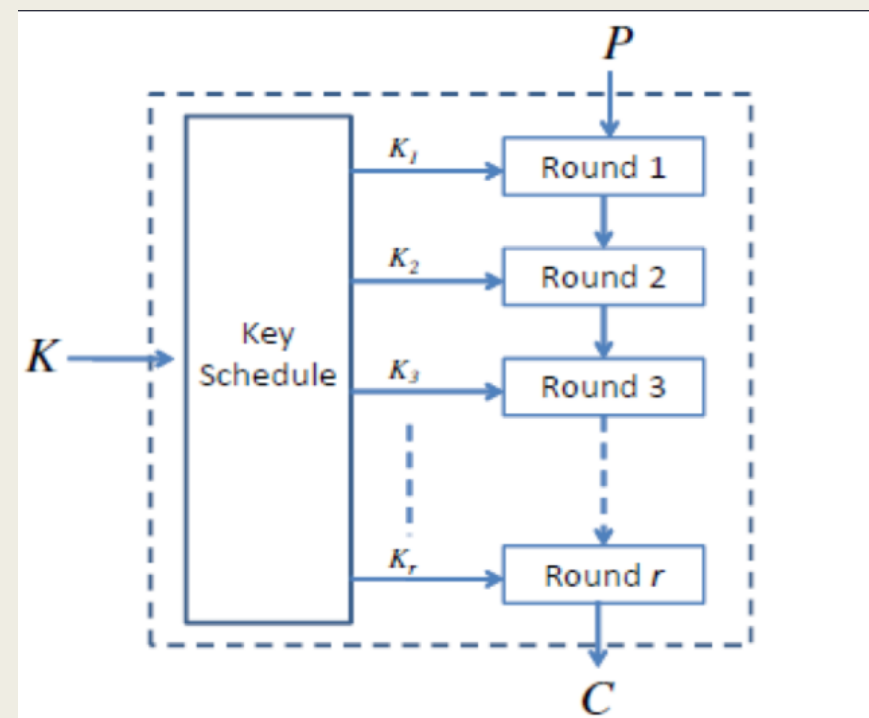 P
K₁
Round 1
K₂
Round 2
K
Key
Schedule
K₃
Round 3
Kᵣ
Round r
C